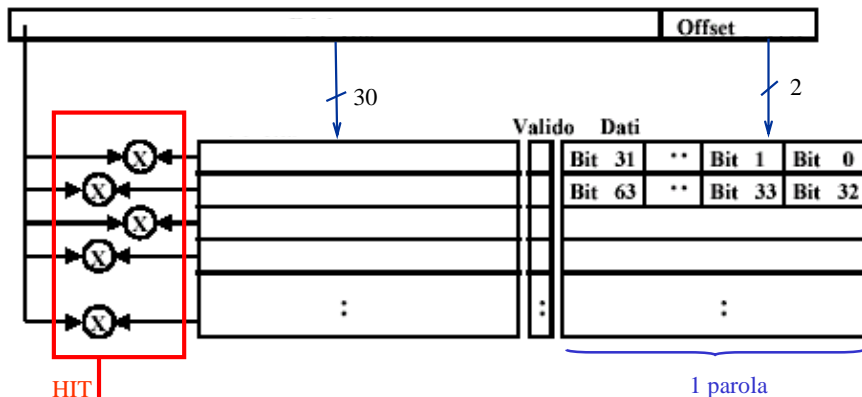 Offset
30
2
Valido Dati
X
Bit 31 .. Bit 1 Bit 0
X
Bit 63 .. Bit 33 Bit 32
X
X
X
: : :
HIT
1 parola